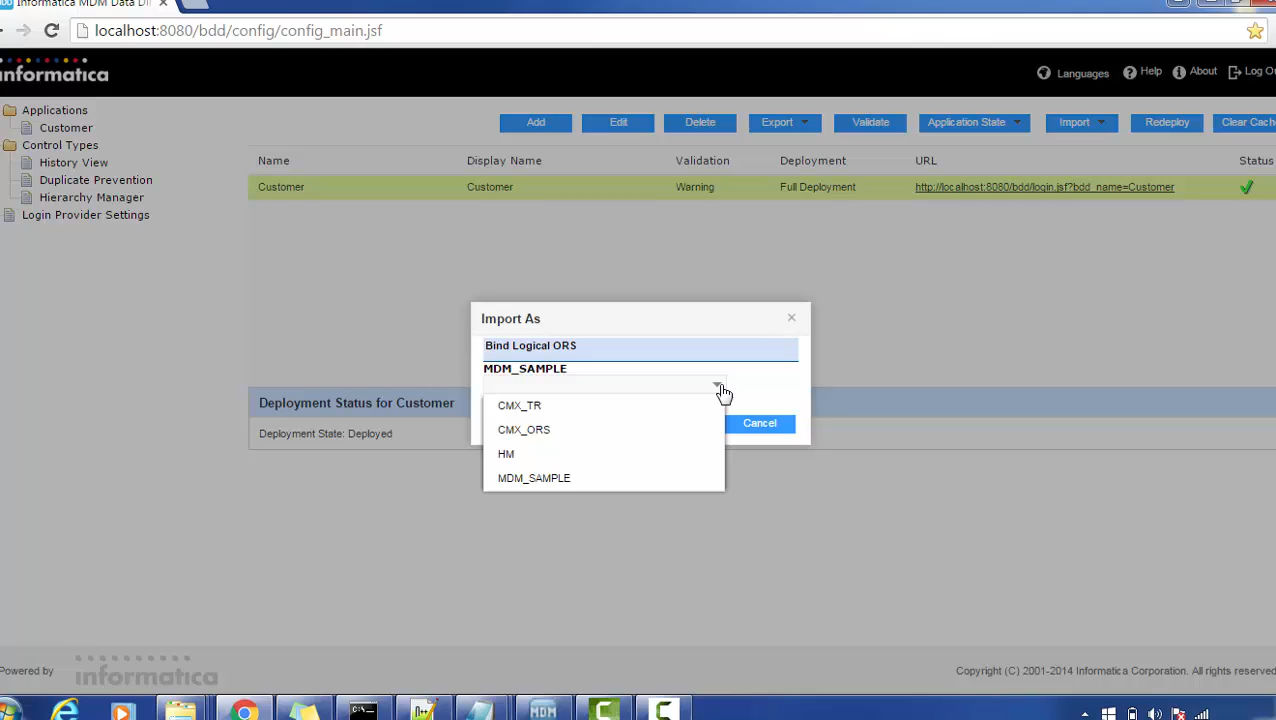 Informatica MDM Data Di
localhost:8080/bdd/config/config_main.jsf
informatica
Languages
Help
About
Log Ou
Applications
Customer
Control Types
History View
Duplicate Prevention
Hierarchy Manager
Login Provider Settings
Add
Edit
Delete
Export
Validate
Application State
Import
Redeploy
Clear Cach
Name
Display Name
Validation
Deployment
URL
Status
Customer
Customer
Warning
Full Deployment
http://localhost:8080/bdd/login.jsf?bdd_name=Customer
Import As
Bind Logical ORS
MDM_SAMPLE
CMX_TR
CMX_ORS
HM
MDM_SAMPLE
Cancel
Deployment Status for Customer
Deployment State: Deployed
Powered by
informatica
Copyright (C) 2001-2014 Informatica Corporation. All rights reserved
MDM